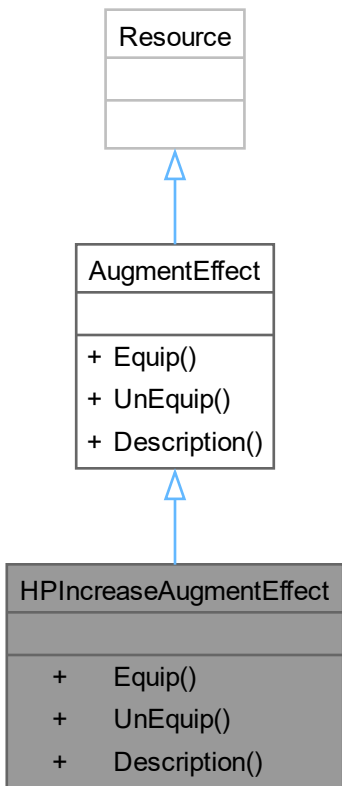 Resource
AugmentEffect
+ Equip()
+ UnEquip()
+ Description()
HPIncreaseAugmentEffect
+ Equip()
+ UnEquip()
+ Description()